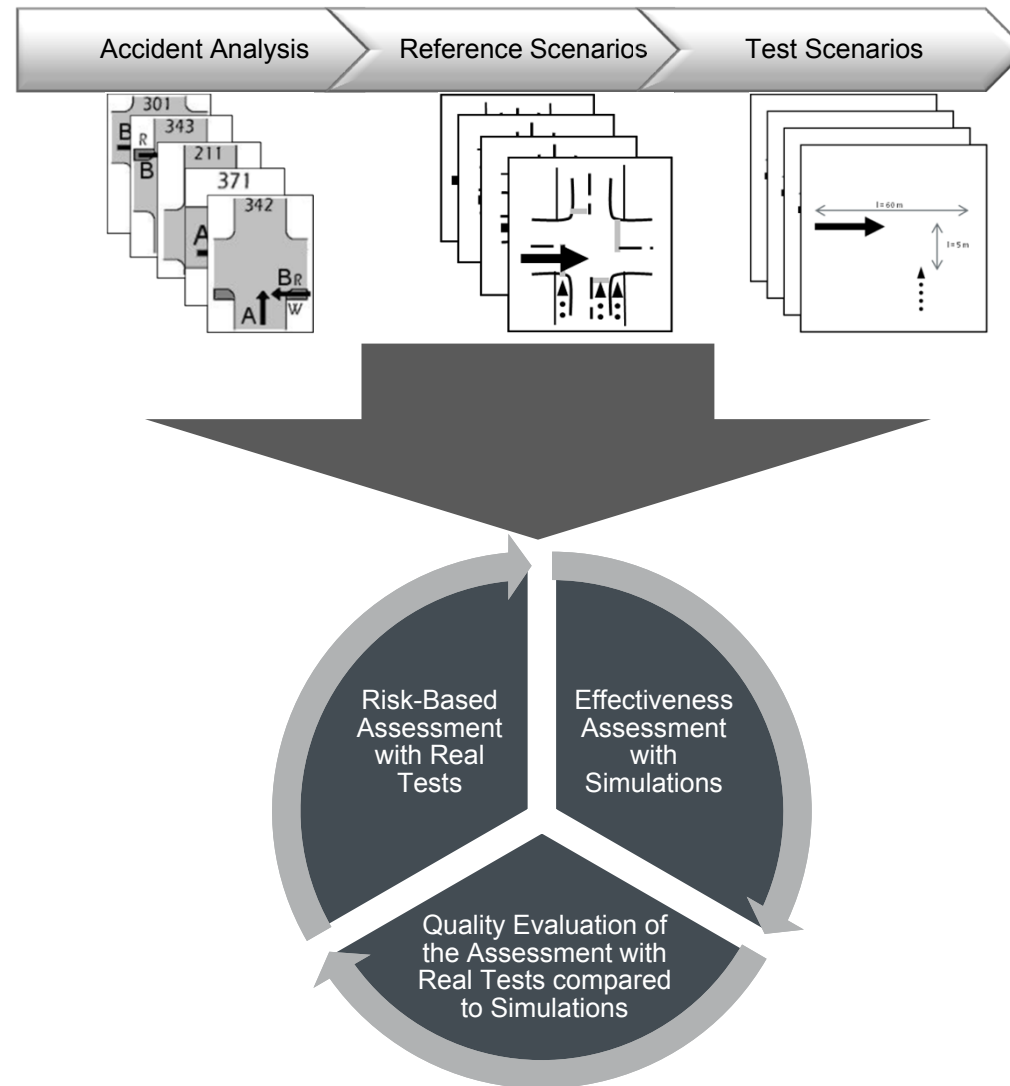 Accident Analysis
Reference Scenarios
Test Scenarios
301
B
R
343
B
211
371
A
342
B R
W
A
l = 60 m
l = 5 m
Risk-Based
Assessment
with Real
Tests
Effectiveness
Assessment
with
Simulations
Quality Evaluation of
the Assessment with
Real Tests compared
to Simulations